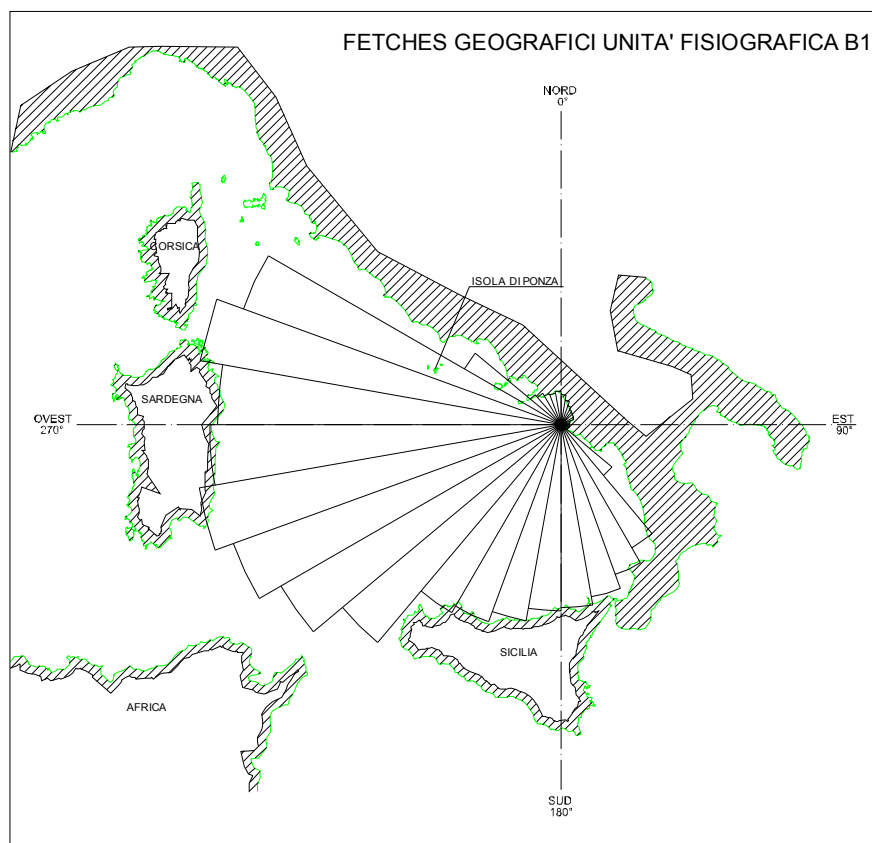 FETCHES GEOGRAFICI UNITA' FISIOGRAFICA B1
NORD
0°
CORSICA
ISOLA DI PONZA
SARDEGNA
OVEST
270°
EST
90°
SICILIA
AFRICA
SUD
180°